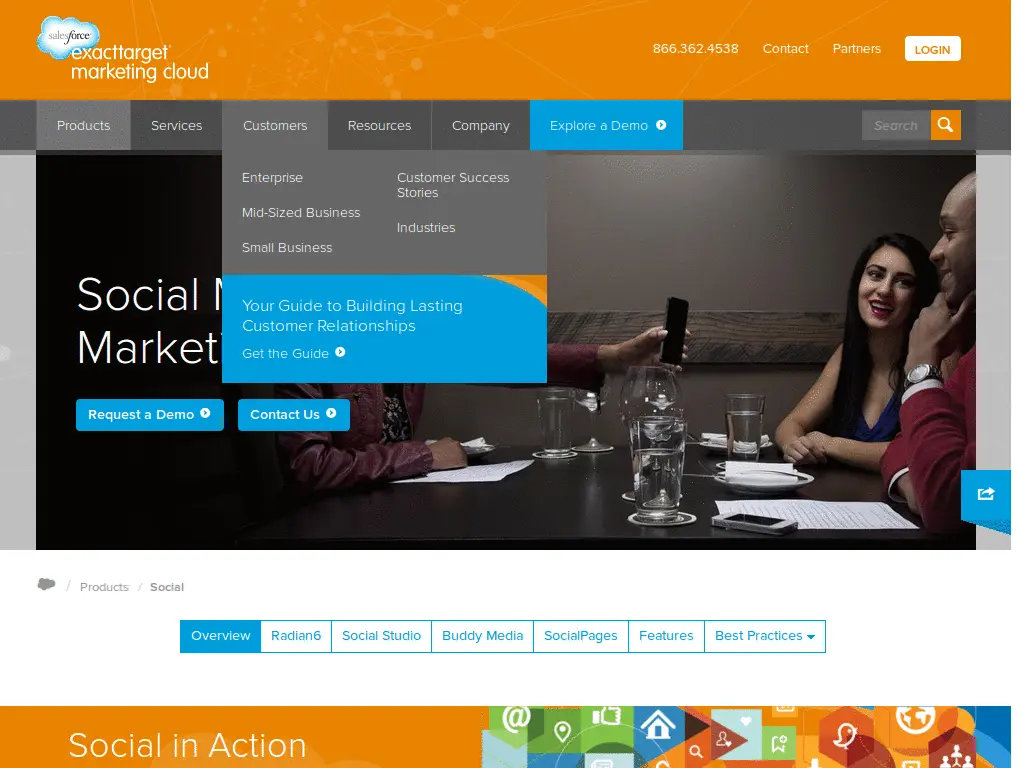 salesforce
exacttarget
marketing cloud
866.362.4538
Contact
Partners
LOGIN
Products
Services
Customers
Resources
Company
Explore a Demo
Search
Enterprise
Mid-Sized Business
Small Business
Customer Success
Stories
Industries
Your Guide to Building Lasting
Customer Relationships
Get the Guide
Social
Request a Demo
Contact Us
/ Products / Social
Overview
Radian6
Social Studio
Buddy Media
SocialPages
Features
Best Practices
Social in Action
@